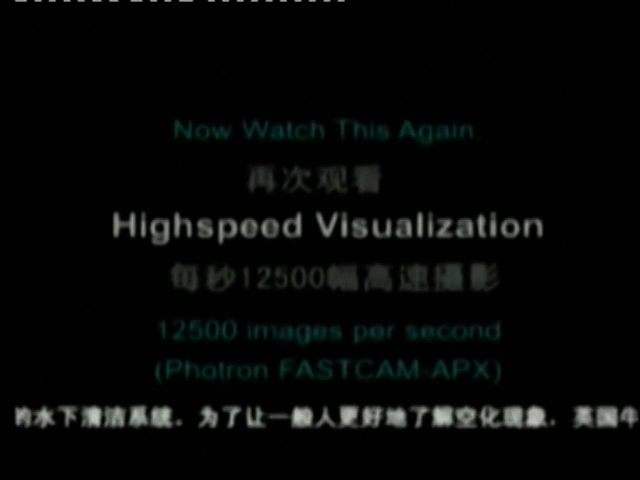 Now Watch This Again
再次观看
Highspeed Visualization
每秒12500幅高速攝影
12500 images per second
(Photron FASTCAM-APX)
的水下清洁系统。为了让一般人更好地了解空化现象，英国牛